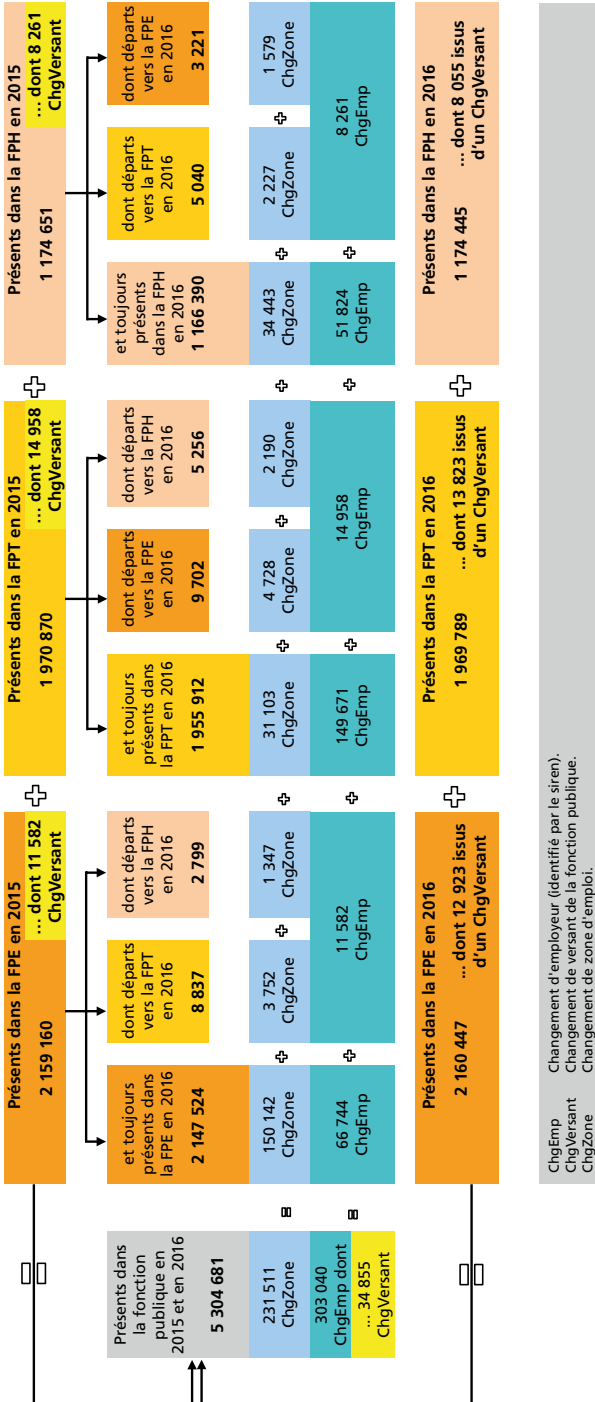 Présents dans la FPE en 2015
2 159 160
... dont 11 582
ChgVersant
Présents dans la FPT en 2015
1 970 870
... dont 14 958
ChgVersant
Présents dans la FPH en 2015
1 174 651
... dont 8 261
ChgVersant
Présents dans
la fonction
publique en
2015 et en 2016
5 304 681
et toujours
présents dans
la FPE en 2016
2 147 524
dont départs
vers la FPT
en 2016
8 837
dont départs
vers la FPH
en 2016
2 799
et toujours
présents dans
la FPT en 2016
1 955 912
dont départs
vers la FPE
en 2016
9 702
dont départs
vers la FPH
en 2016
5 256
et toujours
présents
dans la FPH
en 2016
1 166 390
dont départs
vers la FPT
en 2016
5 040
dont départs
vers la FPE
en 2016
3 221
231 511
ChgZone
150 142
ChgZone
3 752
ChgZone
1 347
ChgZone
31 103
ChgZone
4 728
ChgZone
2 190
ChgZone
34 443
ChgZone
2 227
ChgZone
1 579
ChgZone
303 040
ChgEmp dont
... 34 855
ChgVersant
66 744
ChgEmp
11 582
ChgEmp
149 671
ChgEmp
14 958
ChgEmp
51 824
ChgEmp
8 261
ChgEmp
Présents dans la FPE en 2016
2 160 447
... dont 12 923 issus
d'un ChgVersant
Présents dans la FPT en 2016
1 969 789
... dont 13 823 issus
d'un ChgVersant
Présents dans la FPH en 2016
1 174 445
... dont 8 055 issus
d'un ChgVersant
ChgEmp Changement d'employeur (identifié par le siren).
ChgVersant Changement de versant de la fonction publique.
ChgZone Changement de zone d'emploi.